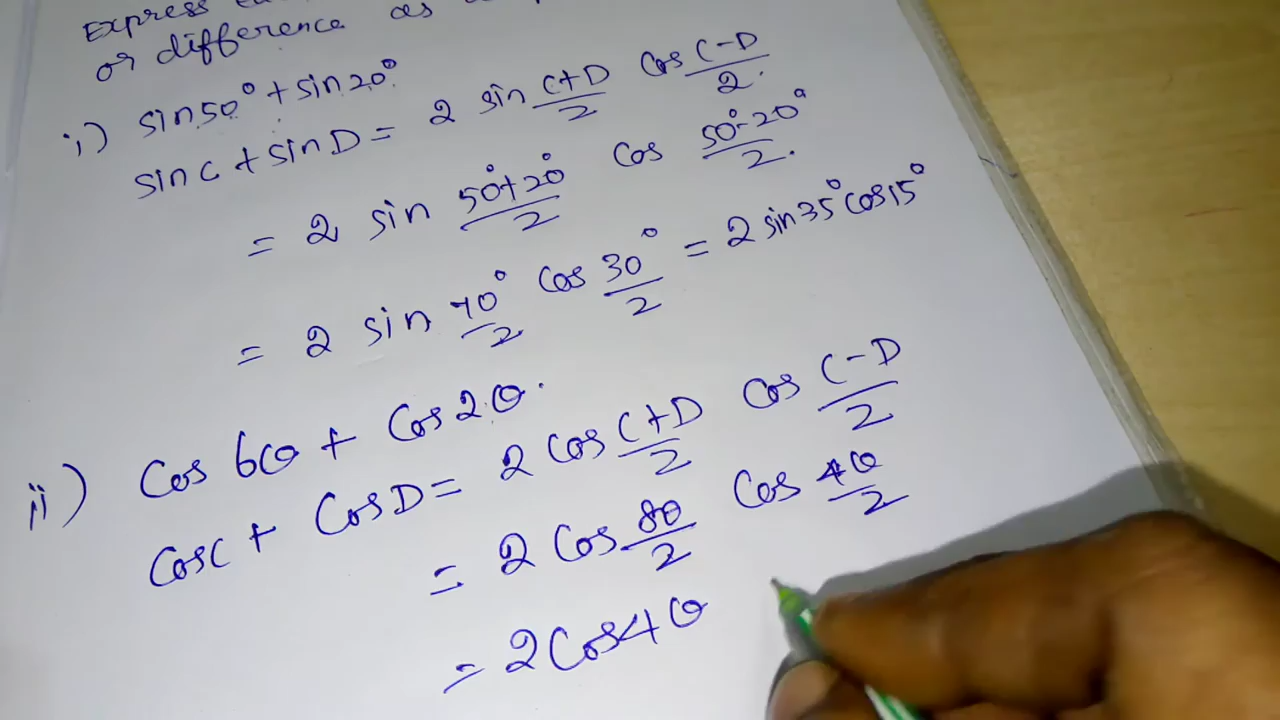 Express
or difference as
i) sin50° + sin20°
sinC + sinD = 2 sin C+D/2 cos C-D/2.
= 2 sin 50°+20°/2 cos 50°-20°/2.
= 2 sin 70°/2 cos 30°/2 = 2 sin35° cos15°
ii) Cos 6θ + Cos 2θ.
Cosc + CosD = 2 Cos C+D/2 Cos C-D/2
= 2 Cos 8θ/2 Cos 4θ/2
= 2 Cos4θ